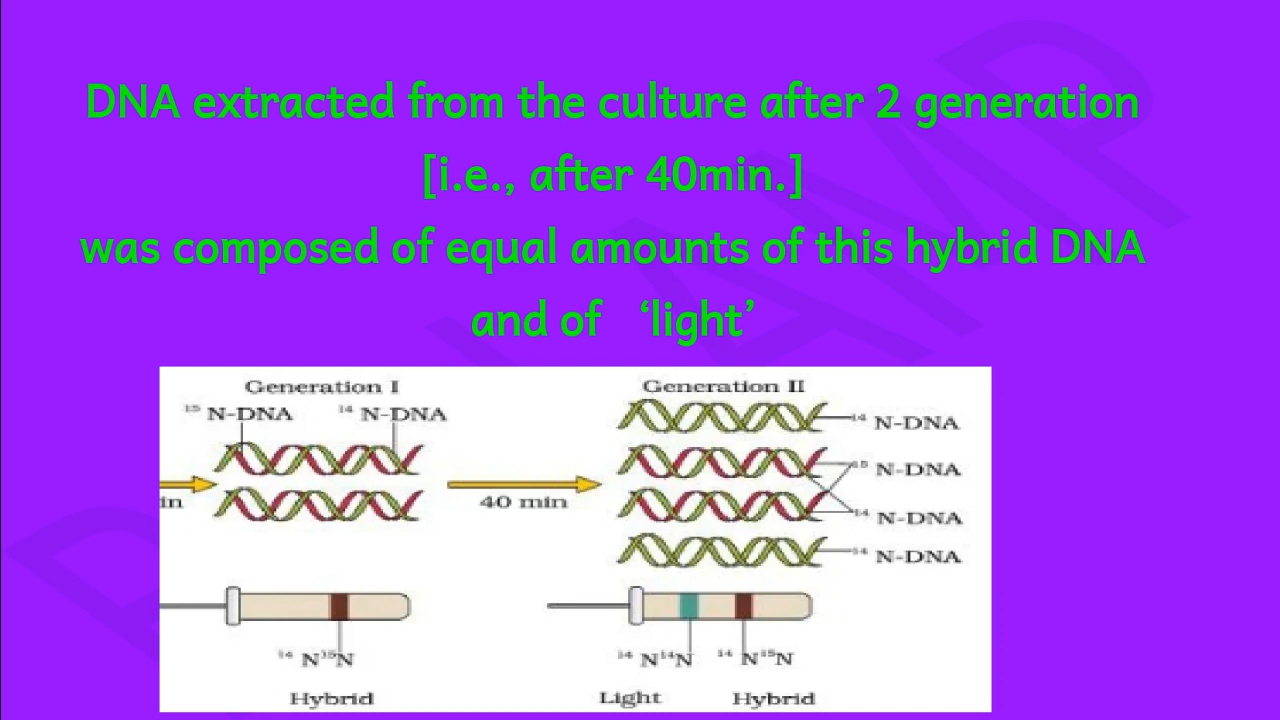 DNA extracted from the culture after 2 generation
[i.e., after 40min.]
was composed of equal amounts of this hybrid DNA
and of ‘light’
Generation I
Generation II
¹⁵ N-DNA ¹⁴ N-DNA
¹⁴ N-DNA
¹⁵ N-DNA
in
40 min
¹⁴ N-DNA
¹⁴ N-DNA
¹⁴ N¹⁵N
¹⁴ N¹⁴N ¹⁴ N¹⁵N
Hybrid
Light Hybrid